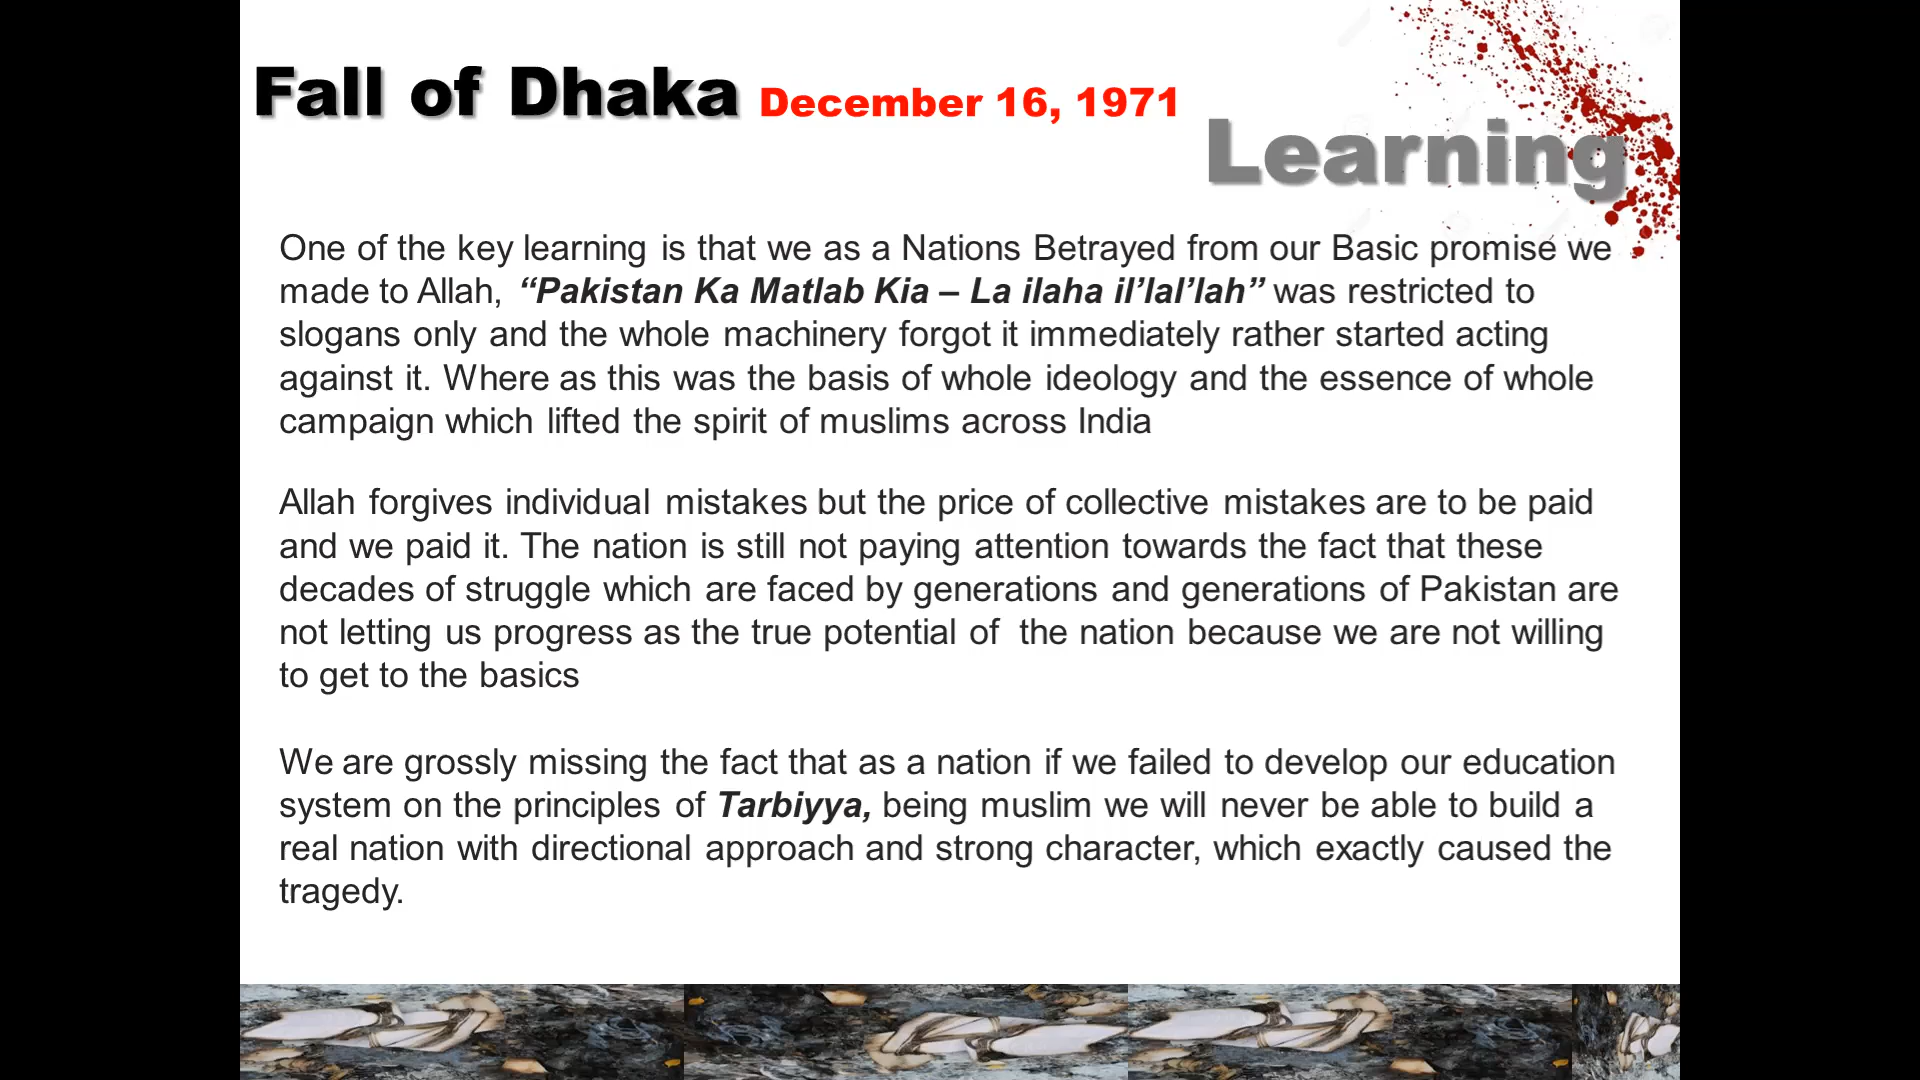 Fall of Dhaka December 16, 1971
Learning
One of the key learning is that we as a Nations Betrayed from our Basic promise we
made to Allah, “Pakistan Ka Matlab Kia – La ilaha il’lal’lah” was restricted to
slogans only and the whole machinery forgot it immediately rather started acting
against it. Where as this was the basis of whole ideology and the essence of whole
campaign which lifted the spirit of muslims across India
Allah forgives individual mistakes but the price of collective mistakes are to be paid
and we paid it. The nation is still not paying attention towards the fact that these
decades of struggle which are faced by generations and generations of Pakistan are
not letting us progress as the true potential of the nation because we are not willing
to get to the basics
We are grossly missing the fact that as a nation if we failed to develop our education
system on the principles of Tarbiyya, being muslim we will never be able to build a
real nation with directional approach and strong character, which exactly caused the
tragedy.